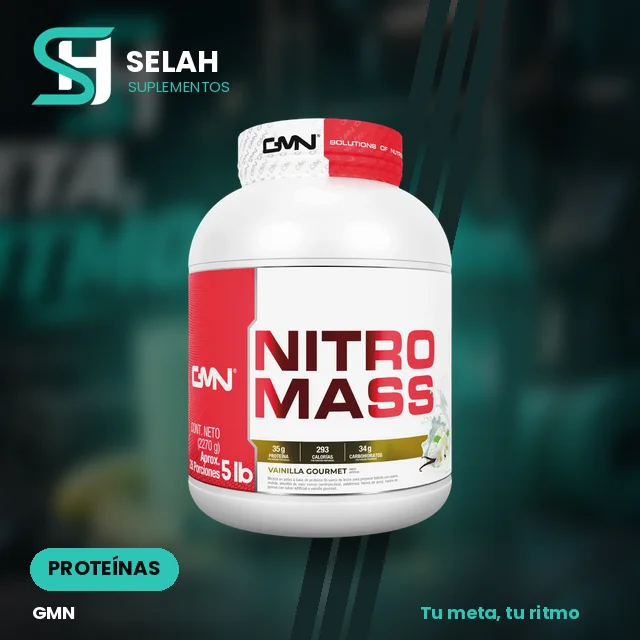 SELAH
SUPLEMENTOS
GMN
SOLUTIONS OF
NITRO
MASS
GMN
CONT. NETO
(2270 g)
Aprox.
Porciones 5 lb
35g
PROTEÍNA
293
CALORÍAS
34g
CARBOHIDRATOS
VAINILLA GOURMET
PROTEÍNAS
GMN
Tu meta, tu ritmo